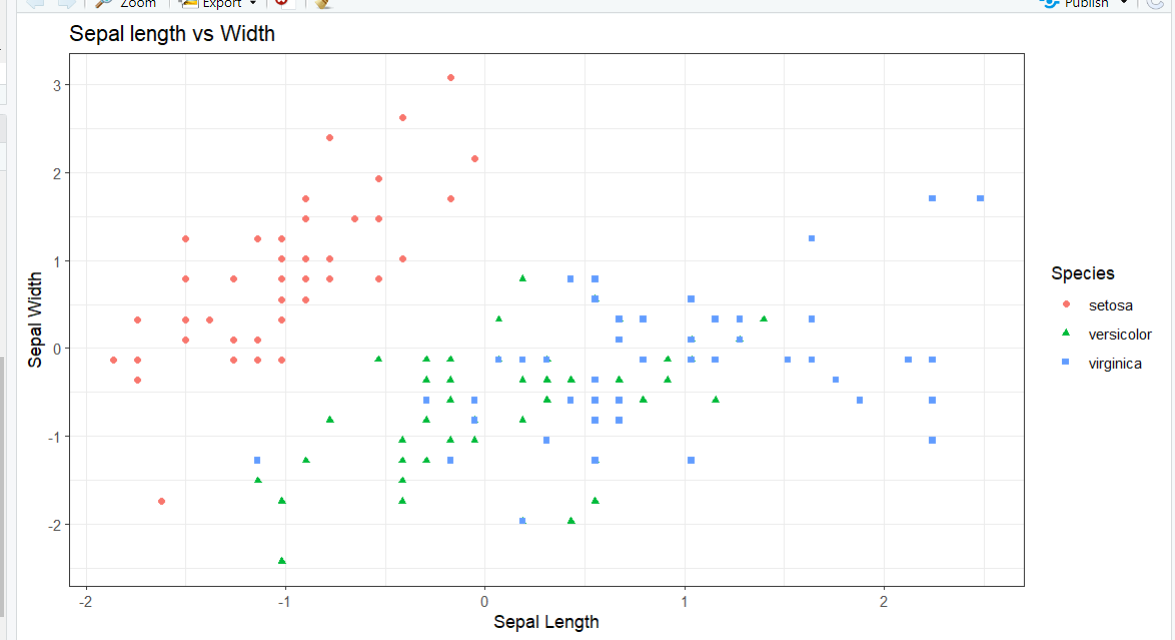 Zoom Export Publish
Sepal length vs Width
3
2
1
0
-1
-2
Sepal Width
-2 -1 0 1 2
Sepal Length
Species
setosa
versicolor
virginica